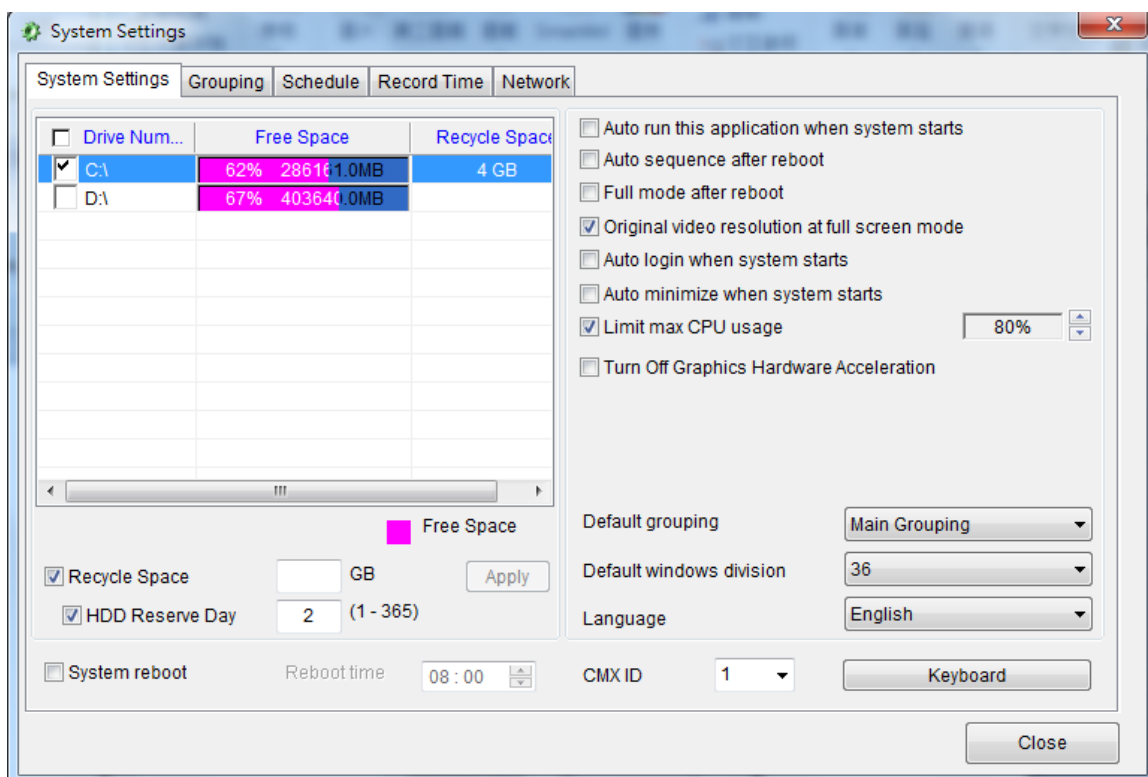 System Settings
System Settings Grouping Schedule Record Time Network
Drive Num... Free Space Recycle Space
C:\ 62% 286161.0MB 4 GB
D:\ 67% 403640.0MB
Free Space
Recycle Space GB Apply
HDD Reserve Day 2 (1 - 365)
System reboot Reboot time 08 : 00
Auto run this application when system starts
Auto sequence after reboot
Full mode after reboot
Original video resolution at full screen mode
Auto login when system starts
Auto minimize when system starts
Limit max CPU usage 80%
Turn Off Graphics Hardware Acceleration
Default grouping Main Grouping
Default windows division 36
Language English
CMX ID 1 Keyboard
Close